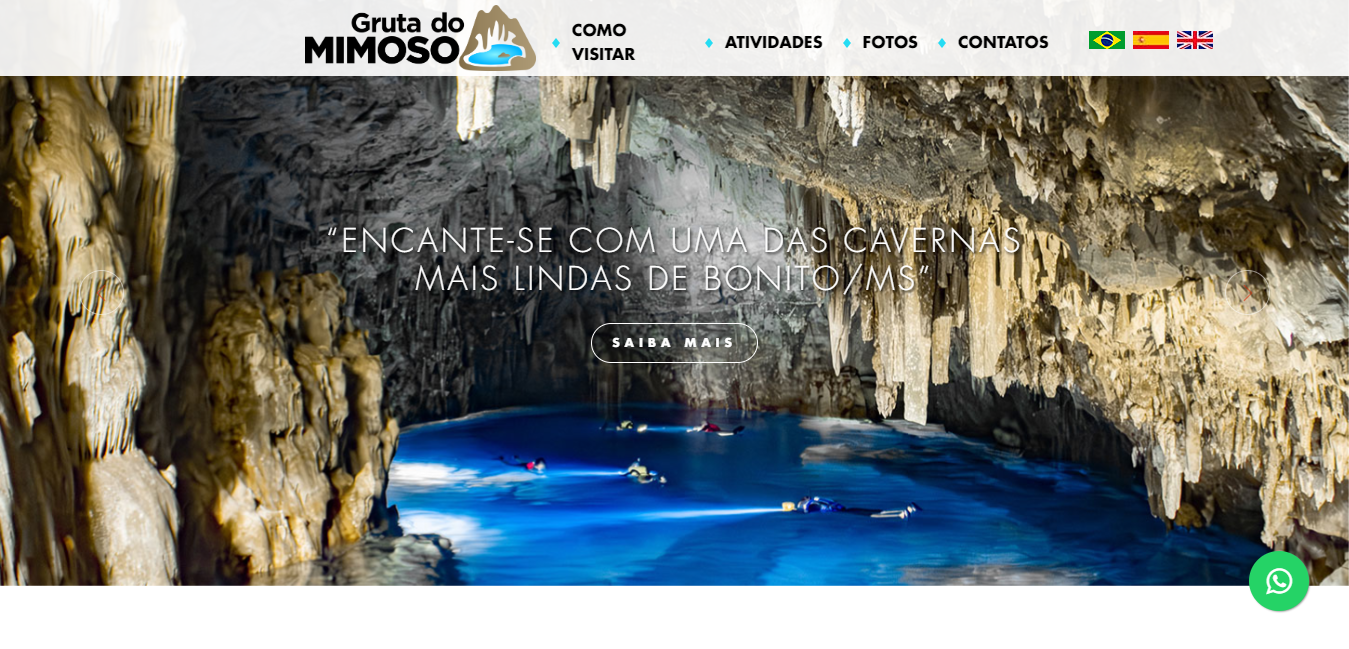 Gruta do
MIMOSO
COMO
VISITAR
ATIVIDADES
FOTOS
CONTATOS
“ENCANTE-SE COM UMA DAS CAVERNAS
MAIS LINDAS DE BONITO/MS”
SAIBA MAIS